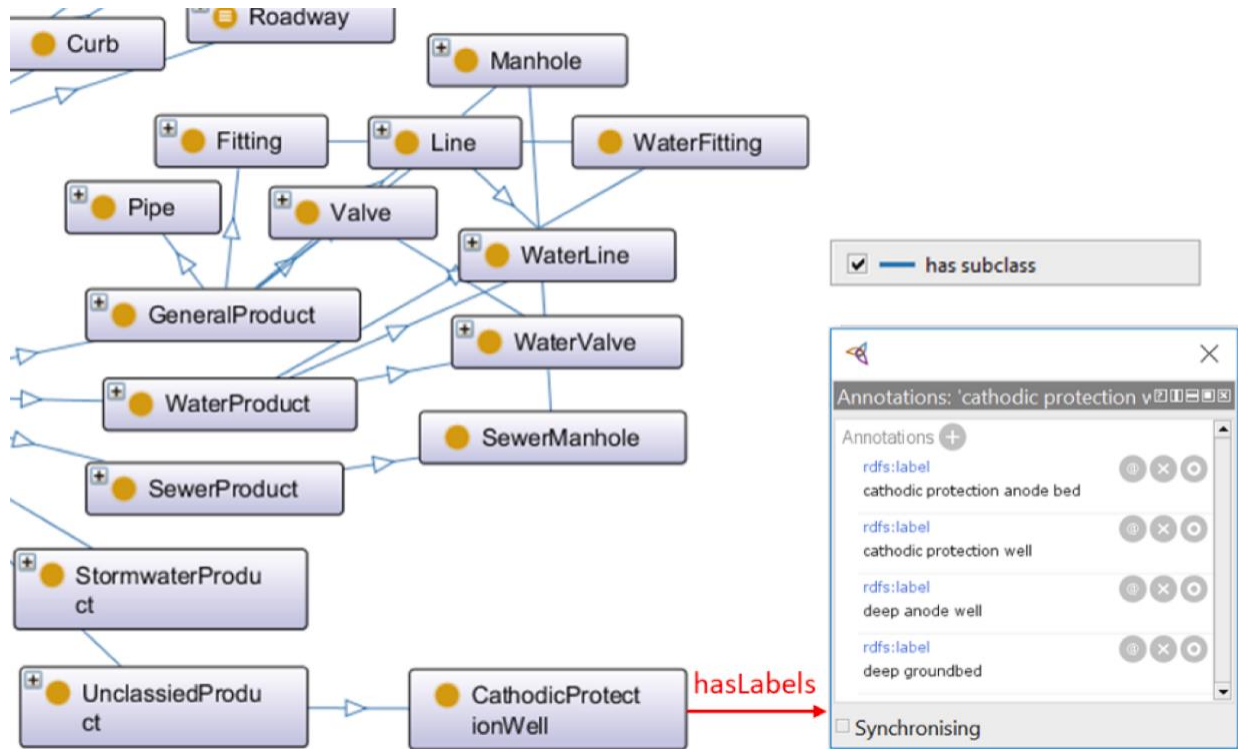 Roadway
Curb
Manhole
Fitting
Line
WaterFitting
Pipe
Valve
WaterLine
has subclass
GeneralProduct
WaterValve
WaterProduct
Annotations: 'cathodic protection w
SewerManhole
Annotations
rdfs:label
cathodic protection anode bed
SewerProduct
rdfs:label
cathodic protection well
StormwaterProdu
ct
rdfs:label
deep anode well
rdfs:label
deep groundbed
UnclassiedProdu
ct
CathodicProtect
ionWell
hasLabels
Synchronising